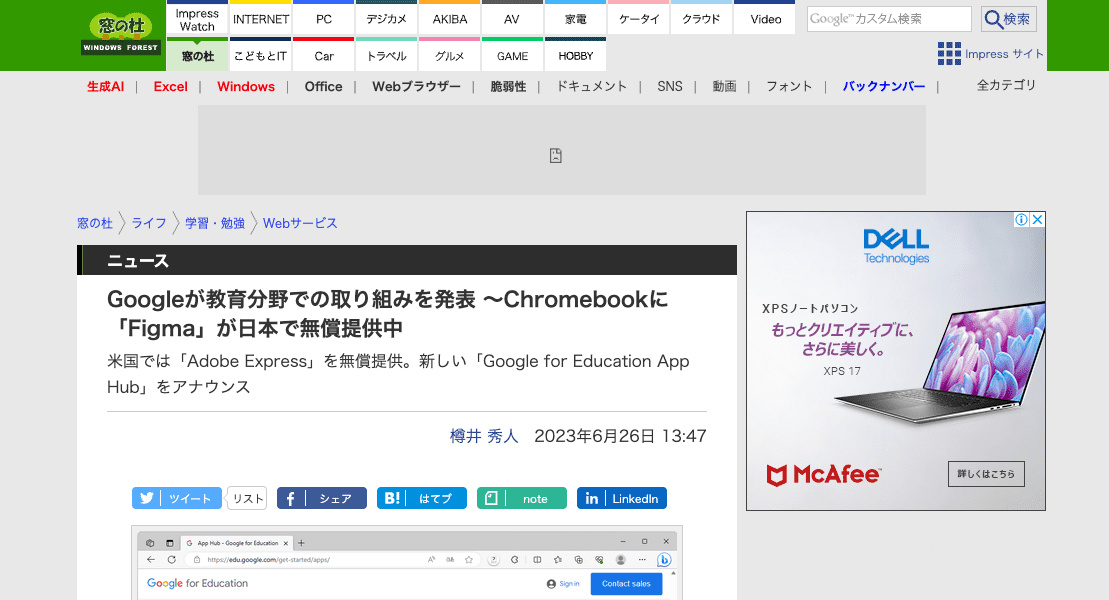 窓の杜
WINDOWS FOREST
Impress Watch
INTERNET
PC
デジカメ
AKIBA
AV
家電
ケータイ
クラウド
Video
窓の杜
こどもとIT
Car
トラベル
グルメ
GAME
HOBBY
Google™カスタム検索
検索
Impress サイト
生成AI | Excel | Windows | Office | Webブラウザー | 脆弱性 | ドキュメント | SNS | 動画 | フォント | バックナンバー | 全カテゴリ
窓の杜 〉ライフ 〉学習・勉強 〉Webサービス
ニュース
Googleが教育分野での取り組みを発表 ～Chromebookに
「Figma」が日本で無償提供中
米国では「Adobe Express」を無償提供。新しい「Google for Education App
Hub」をアナウンス
樽井 秀人 2023年6月26日 13:47
ツイート
リスト
シェア
B! はてブ
note
in LinkedIn
App Hub - Google for Education
https://edu.google.com/get-started/apps/
Google for Education
Sign in
Contact sales
DELL
Technologies
XPSノートパソコン
もっとクリエイティブに、
さらに美しく。
XPS 17
McAfee™
詳しくはこちら